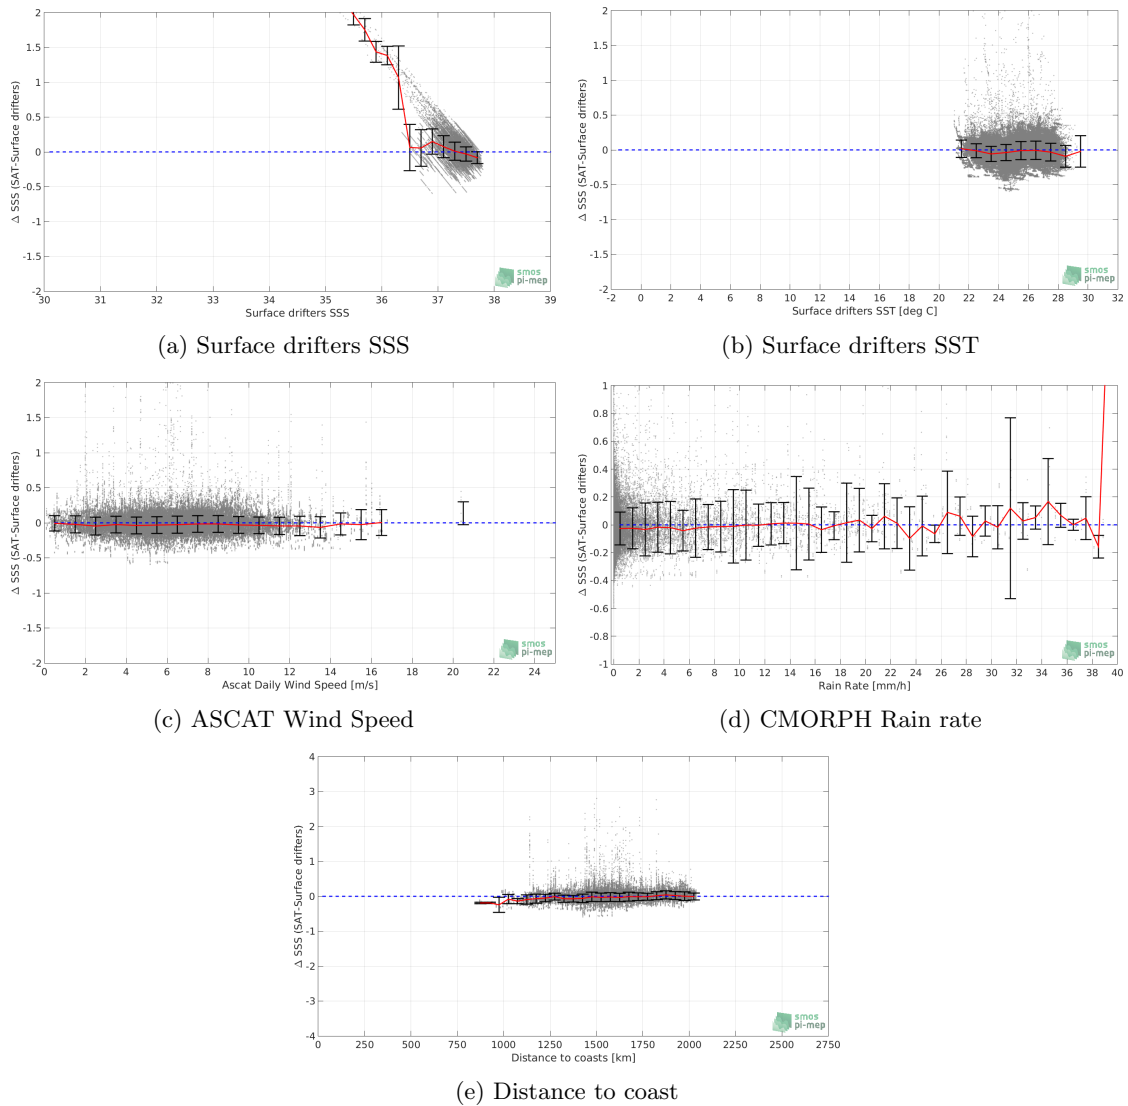 2
1.5
1
0.5
0
-0.5
-1
-1.5
-2
Δ SSS (SAT-Surface drifters)
30 31 32 33 34 35 36 37 38 39
Surface drifters SSS
smos
pi-mep
(a) Surface drifters SSS
2
1.5
1
0.5
0
-0.5
-1
-1.5
-2
Δ SSS (SAT-Surface drifters)
-2 0 2 4 6 8 10 12 14 16 18 20 22 24 26 28 30 32
Surface drifters SST [deg C]
smos
pi-mep
(b) Surface drifters SST
2
1.5
1
0.5
0
-0.5
-1
-1.5
-2
Δ SSS (SAT-Surface drifters)
0 2 4 6 8 10 12 14 16 18 20 22 24
Ascat Daily Wind Speed [m/s]
smos
pi-mep
(c) ASCAT Wind Speed
1
0.8
0.6
0.4
0.2
0
-0.2
-0.4
-0.6
-0.8
-1
Δ SSS (SAT-Surface drifters)
0 2 4 6 8 10 12 14 16 18 20 22 24 26 28 30 32 34 36 38 40
Rain Rate [mm/h]
smos
pi-mep
(d) CMORPH Rain rate
4
3
2
1
0
-1
-2
-3
-4
Δ SSS (SAT-Surface drifters)
0 250 500 750 1000 1250 1500 1750 2000 2250 2500 2750
Distance to coasts [km]
smos
pi-mep
(e) Distance to coast